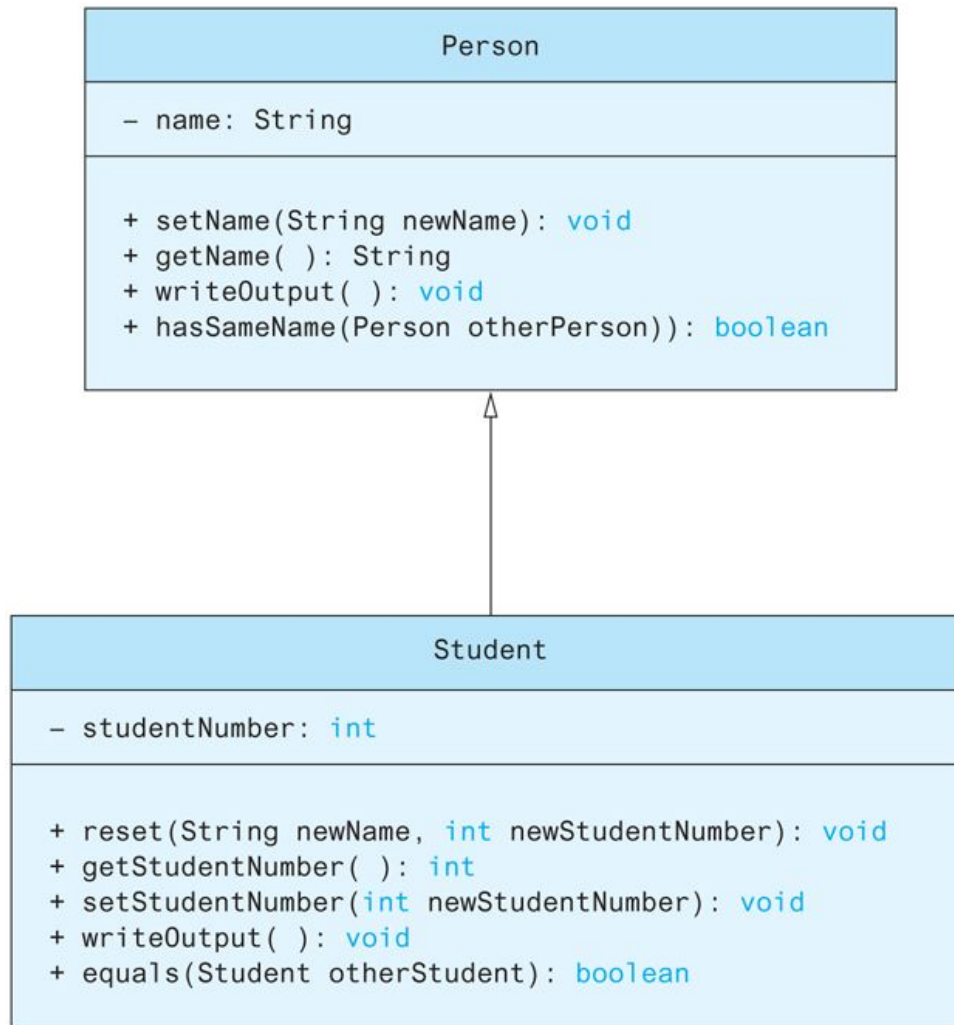 Person
– name: String
+ setName(String newName): void
+ getName( ): String
+ writeOutput( ): void
+ hasSameName(Person otherPerson)): boolean
Student
– studentNumber: int
+ reset(String newName, int newStudentNumber): void
+ getStudentNumber( ): int
+ setStudentNumber(int newStudentNumber): void
+ writeOutput( ): void
+ equals(Student otherStudent): boolean